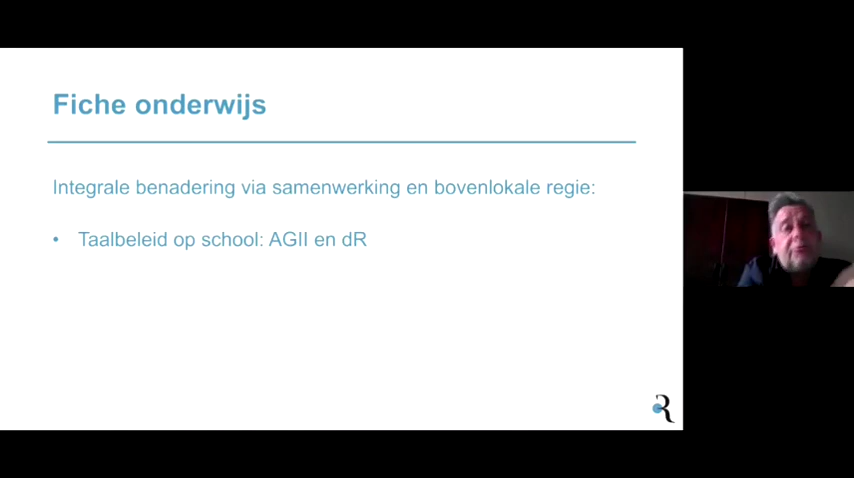 Fiche onderwijs
Integrale benadering via samenwerking en bovenlokale regie:
• Taalbeleid op school: AGII en dR
R